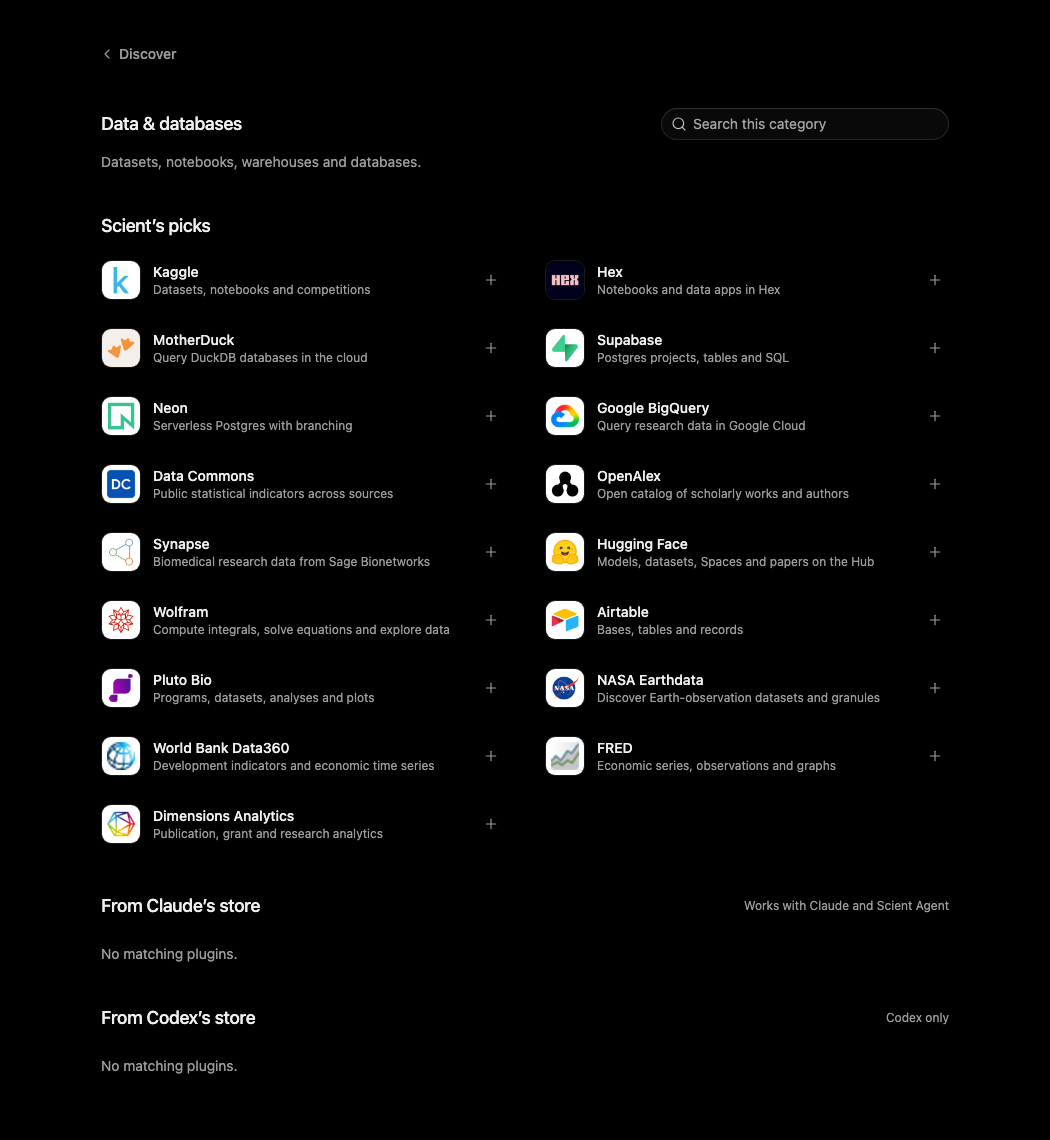 Discover
Data & databases
Search this category
Datasets, notebooks, warehouses and databases.
Scient's picks
Kaggle
Datasets, notebooks and competitions
HEX
Hex
Notebooks and data apps in Hex
MotherDuck
Query DuckDB databases in the cloud
Supabase
Postgres projects, tables and SQL
Neon
Serverless Postgres with branching
Google BigQuery
Query research data in Google Cloud
DC
Data Commons
Public statistical indicators across sources
OpenAlex
Open catalog of scholarly works and authors
Synapse
Biomedical research data from Sage Bionetworks
Hugging Face
Models, datasets, Spaces and papers on the Hub
Wolfram
Compute integrals, solve equations and explore data
Airtable
Bases, tables and records
Pluto Bio
Programs, datasets, analyses and plots
NASA
NASA Earthdata
Discover Earth-observation datasets and granules
World Bank Data360
Development indicators and economic time series
FRED
Economic series, observations and graphs
Dimensions Analytics
Publication, grant and research analytics
From Claude's store
Works with Claude and Scient Agent
No matching plugins.
From Codex's store
Codex only
No matching plugins.